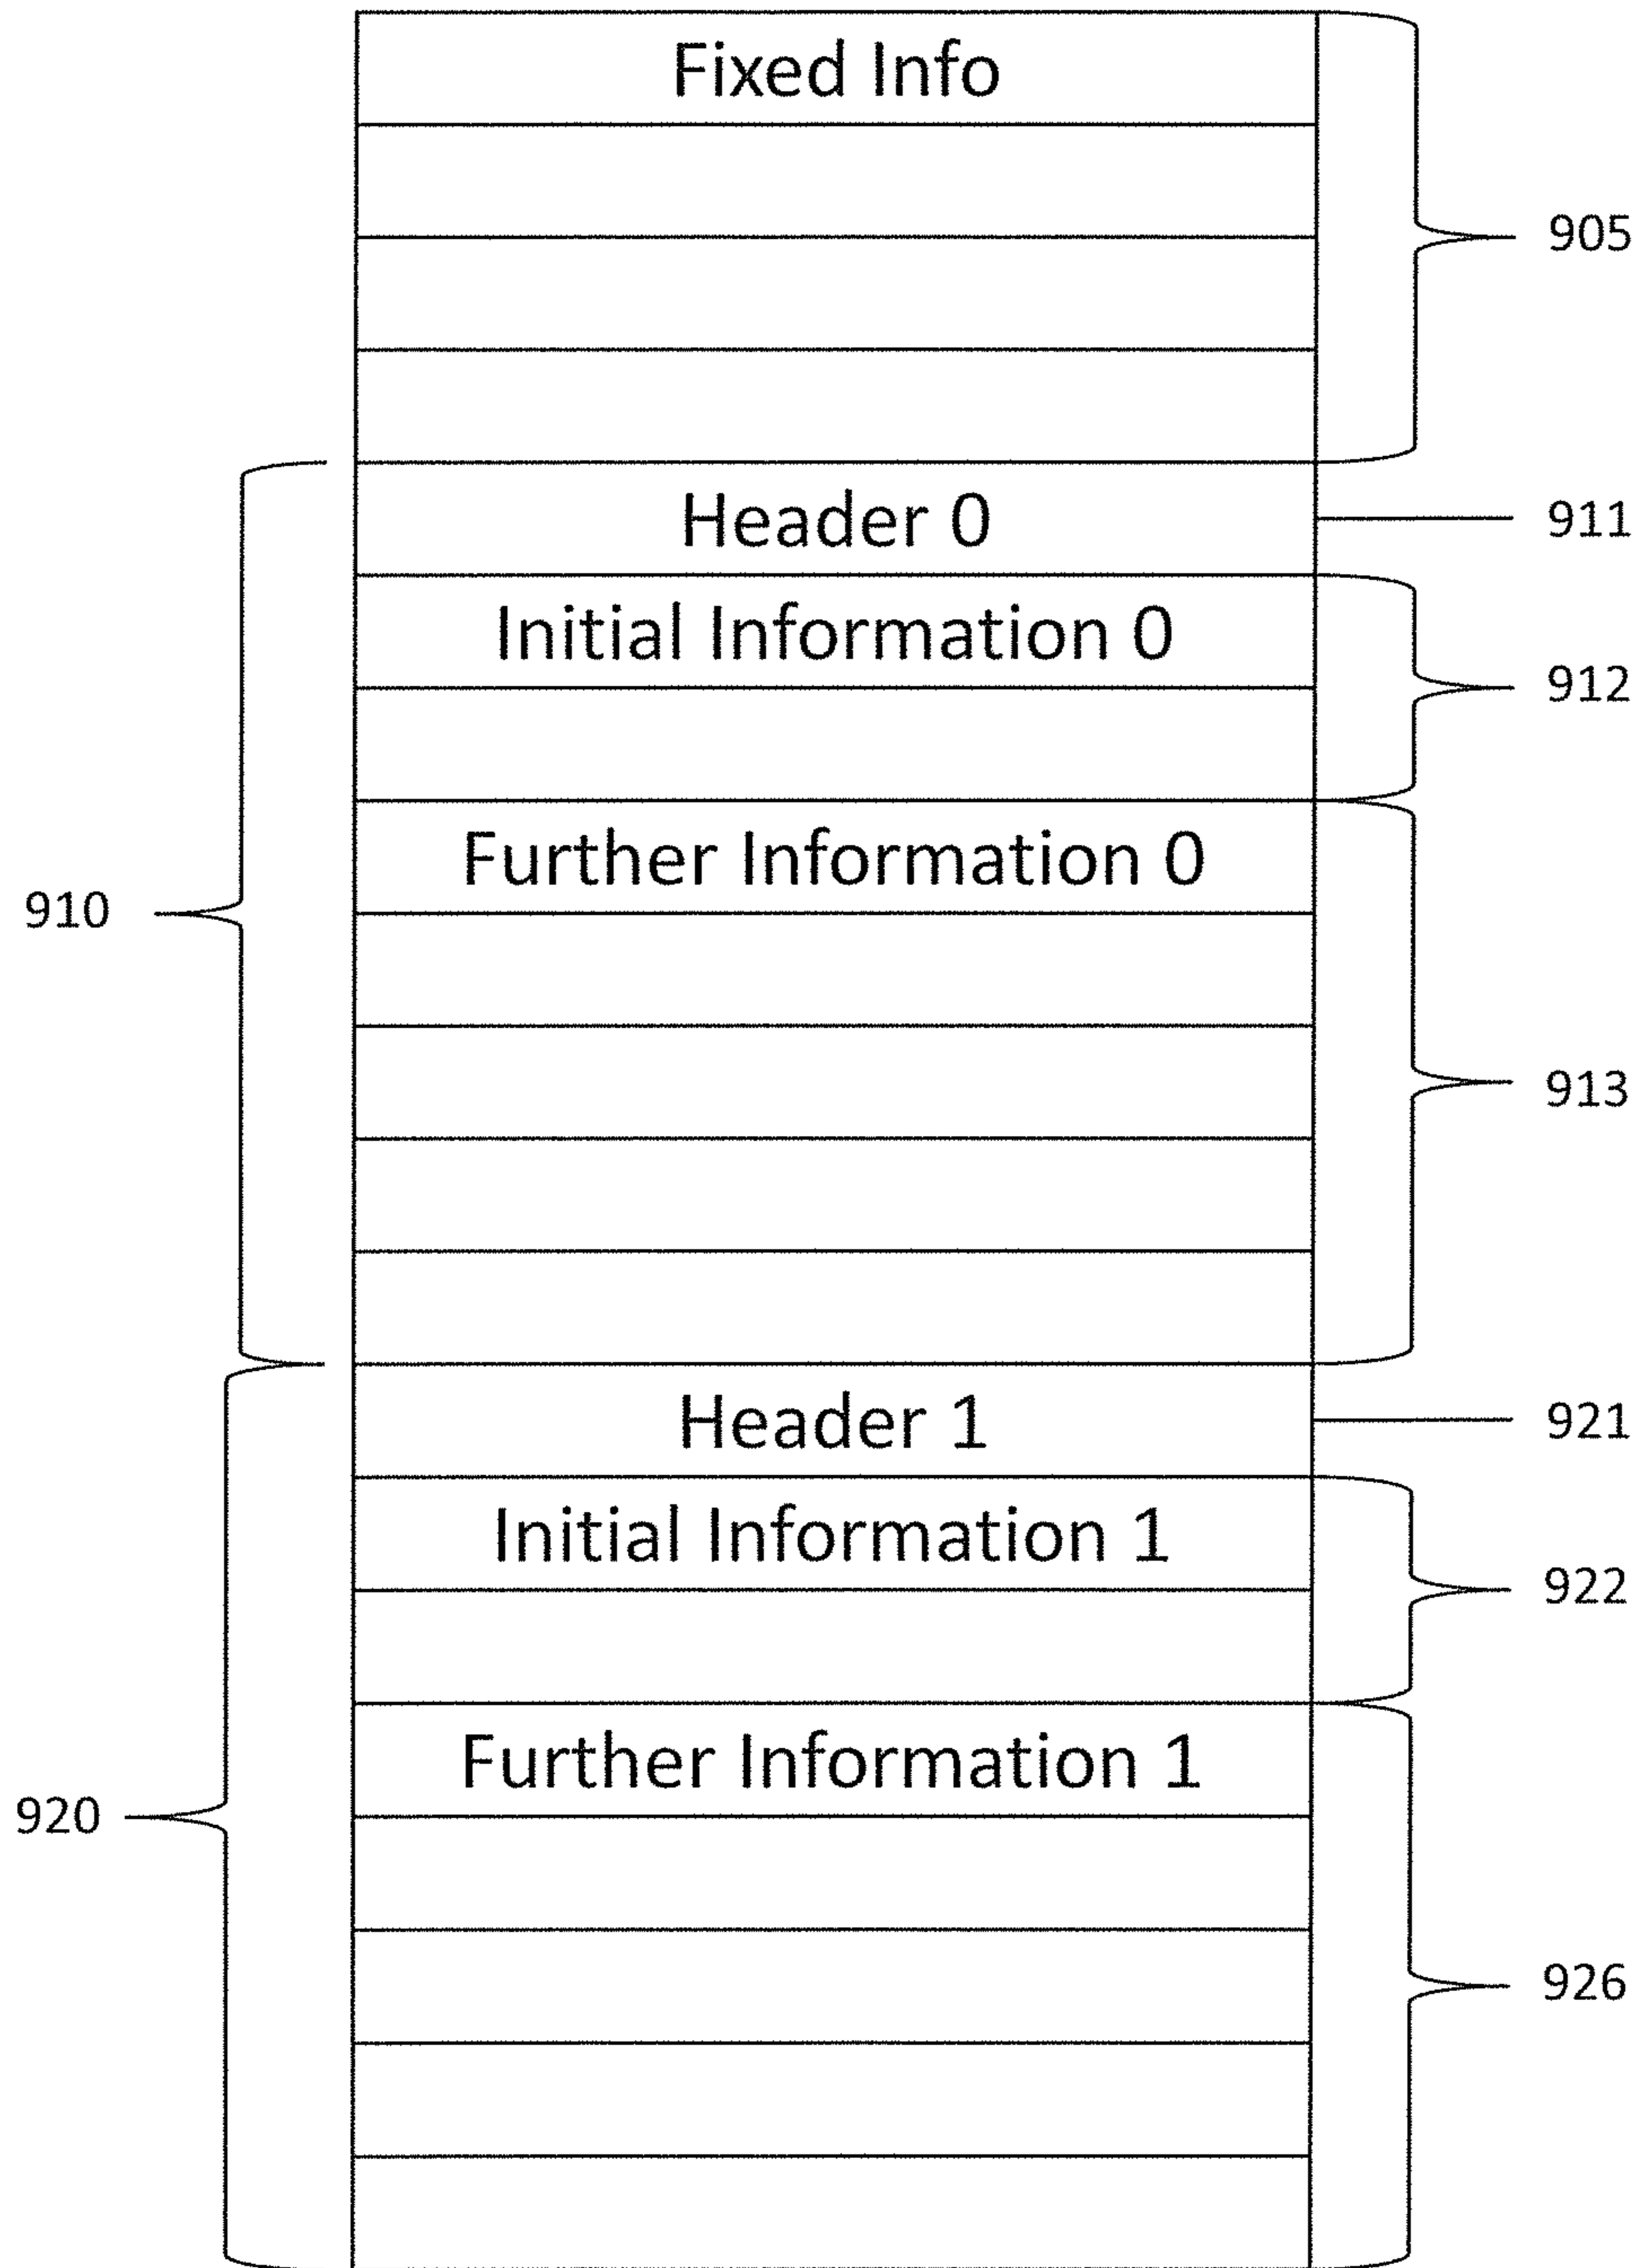 Fixed Info
905
Header 0
911
Initial Information 0
912
Further Information 0
910
913
Header 1
921
Initial Information 1
922
Further Information 1
920
926